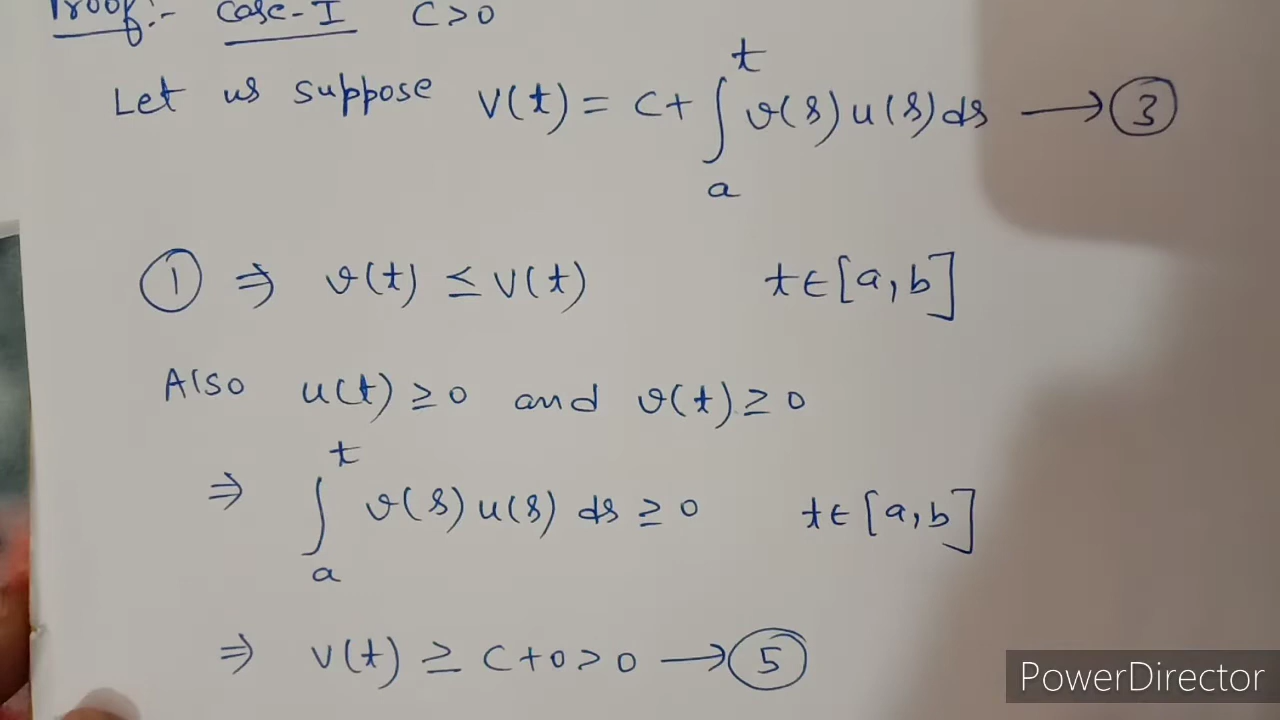 Proof:- Case-I C>0
Let us suppose V(t) = C + ∫ₐᵗ v(s) u(s) ds → ③
① ⇒ v(t) ≤ V(t) t∈[a,b]
Also u(t) ≥ 0 and v(t) ≥ 0
⇒ ∫ₐᵗ v(s) u(s) ds ≥ 0 t∈[a,b]
⇒ V(t) ≥ C+0 > 0 → ⑤
PowerDirector